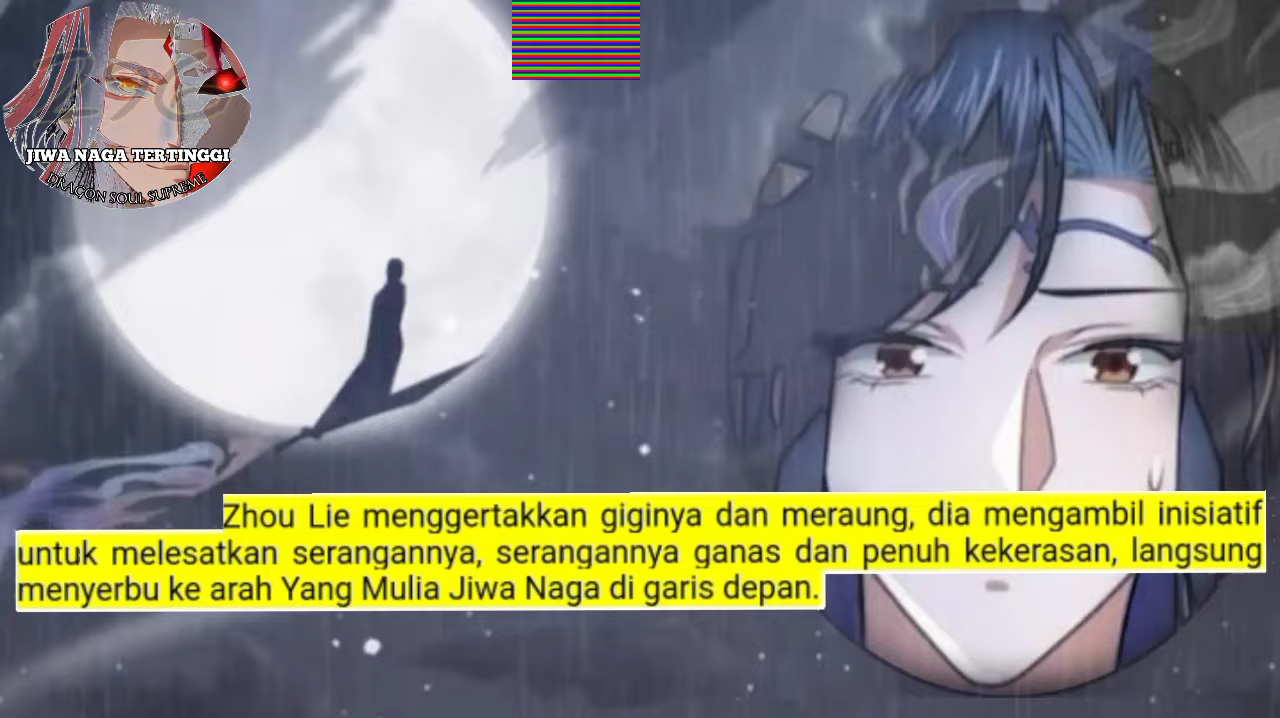 JIWA NAGA TERTINGGI
DRAGON SOUL SUPREME
Zhou Lie menggertakkan giginya dan meraung, dia mengambil inisiatif
untuk melesatkan serangannya, serangannya ganas dan penuh kekerasan, langsung
menyerbu ke arah Yang Mulia Jiwa Naga di garis depan.